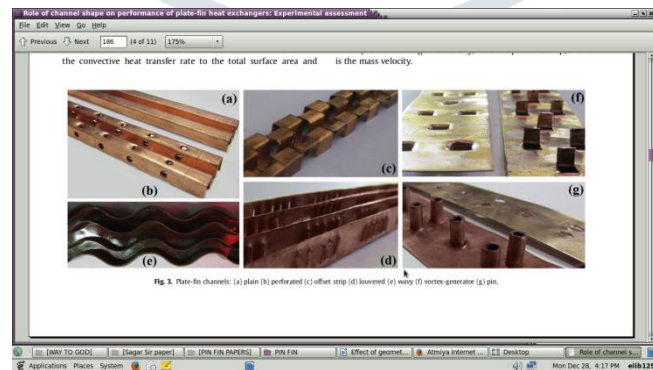 Role of channel shape on performance of plate-fin heat exchangers: Experimental assessment
File Edit View Go Help
Previous Next 186 (4 of 11) 175%
the convective heat transfer rate to the total surface area and
is the mass velocity.
(a)
(b)
(c)
(f)
(e)
(d)
(g)
Fig. 3. Plate-fin channels: (a) plain (b) perforated (c) offset strip (d) louvered (e) wavy (f) vortex-generator (g) pin.
[WAY TO GOD] [Sagar Sir paper] [PIN FIN PAPERS] PIN FIN Effect of geomet... Atmiya Internet ... Desktop Role of channel s...
Applications Places System Mon Dec 28, 4:17 PM elib125